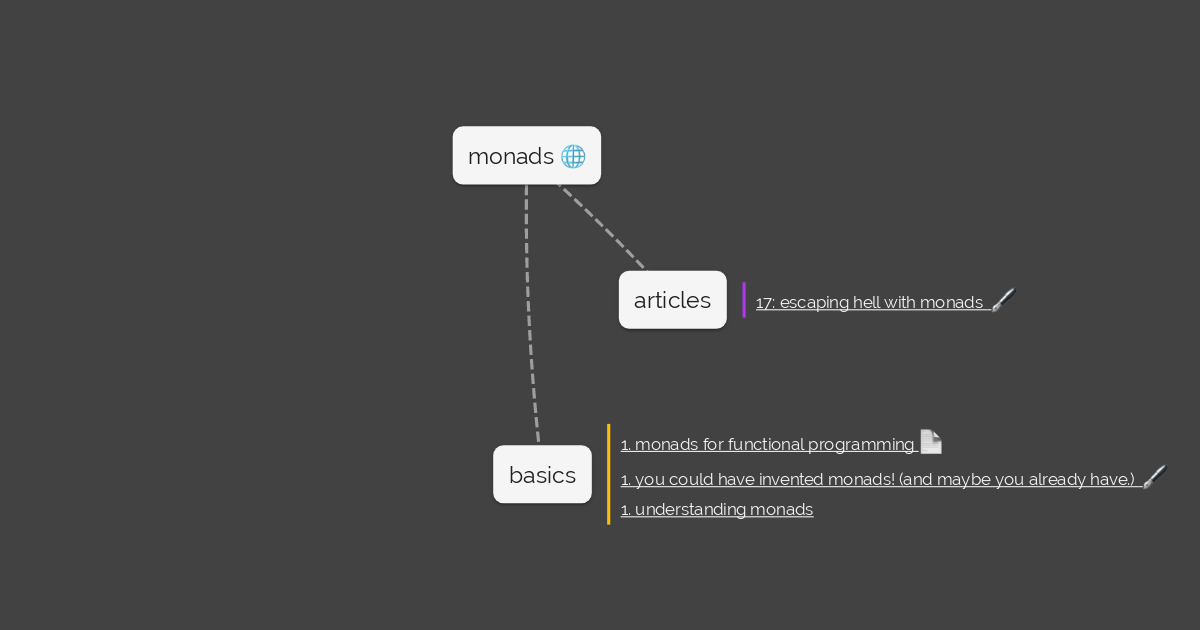 monads 🌐
articles
17: escaping hell with monads 🖌️
basics
1. monads for functional programming 📄
1. you could have invented monads! (and maybe you already have.) 🖌️
1. understanding monads